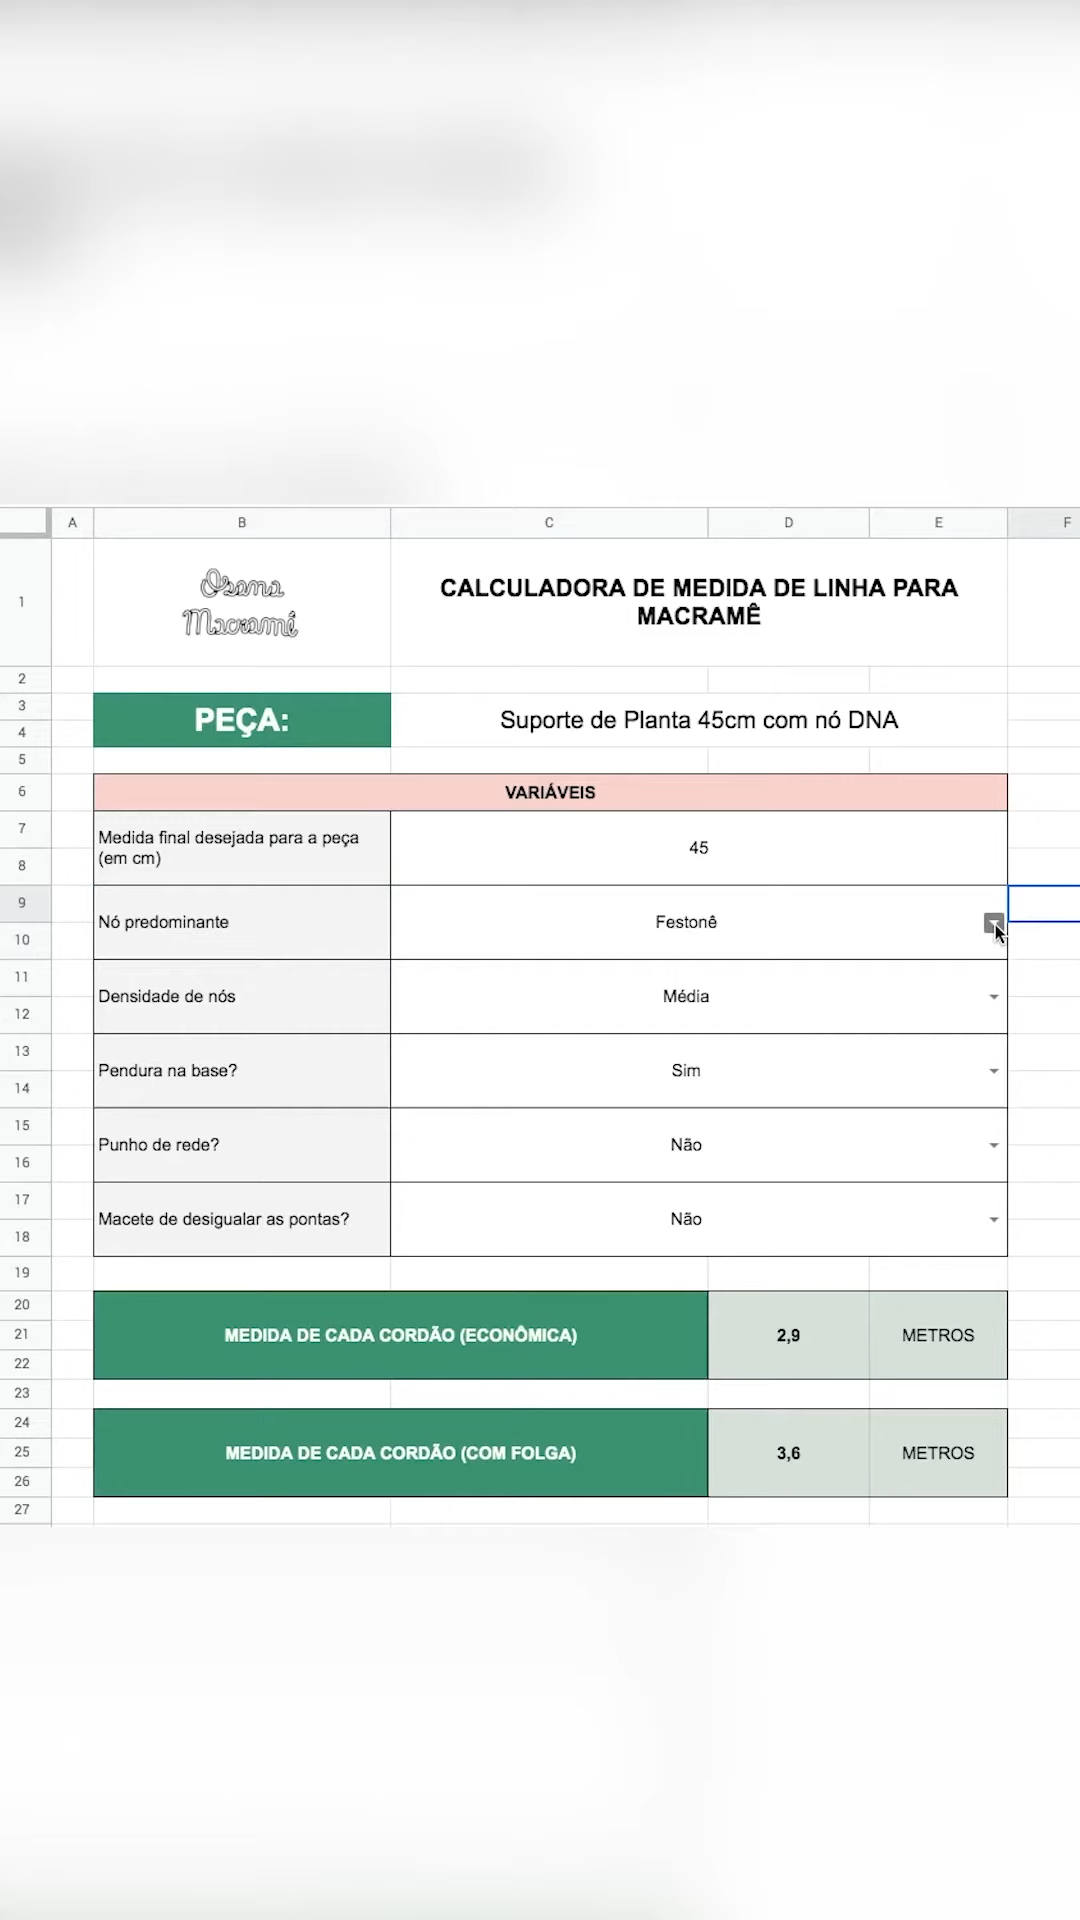 A B C D E F
1
Osana
Macramê
CALCULADORA DE MEDIDA DE LINHA PARA
MACRAMÊ
2
3
4
PEÇA:
Suporte de Planta 45cm com nó DNA
5
6
VARIÁVEIS
7
8
Medida final desejada para a peça
(em cm)
45
9
10
Nó predominante
Festonê
11
12
Densidade de nós
Média
13
14
Pendura na base?
Sim
15
16
Punho de rede?
Não
17
18
Macete de desigualar as pontas?
Não
19
20
21
22
MEDIDA DE CADA CORDÃO (ECONÔMICA)
2,9
METROS
23
24
25
26
MEDIDA DE CADA CORDÃO (COM FOLGA)
3,6
METROS
27